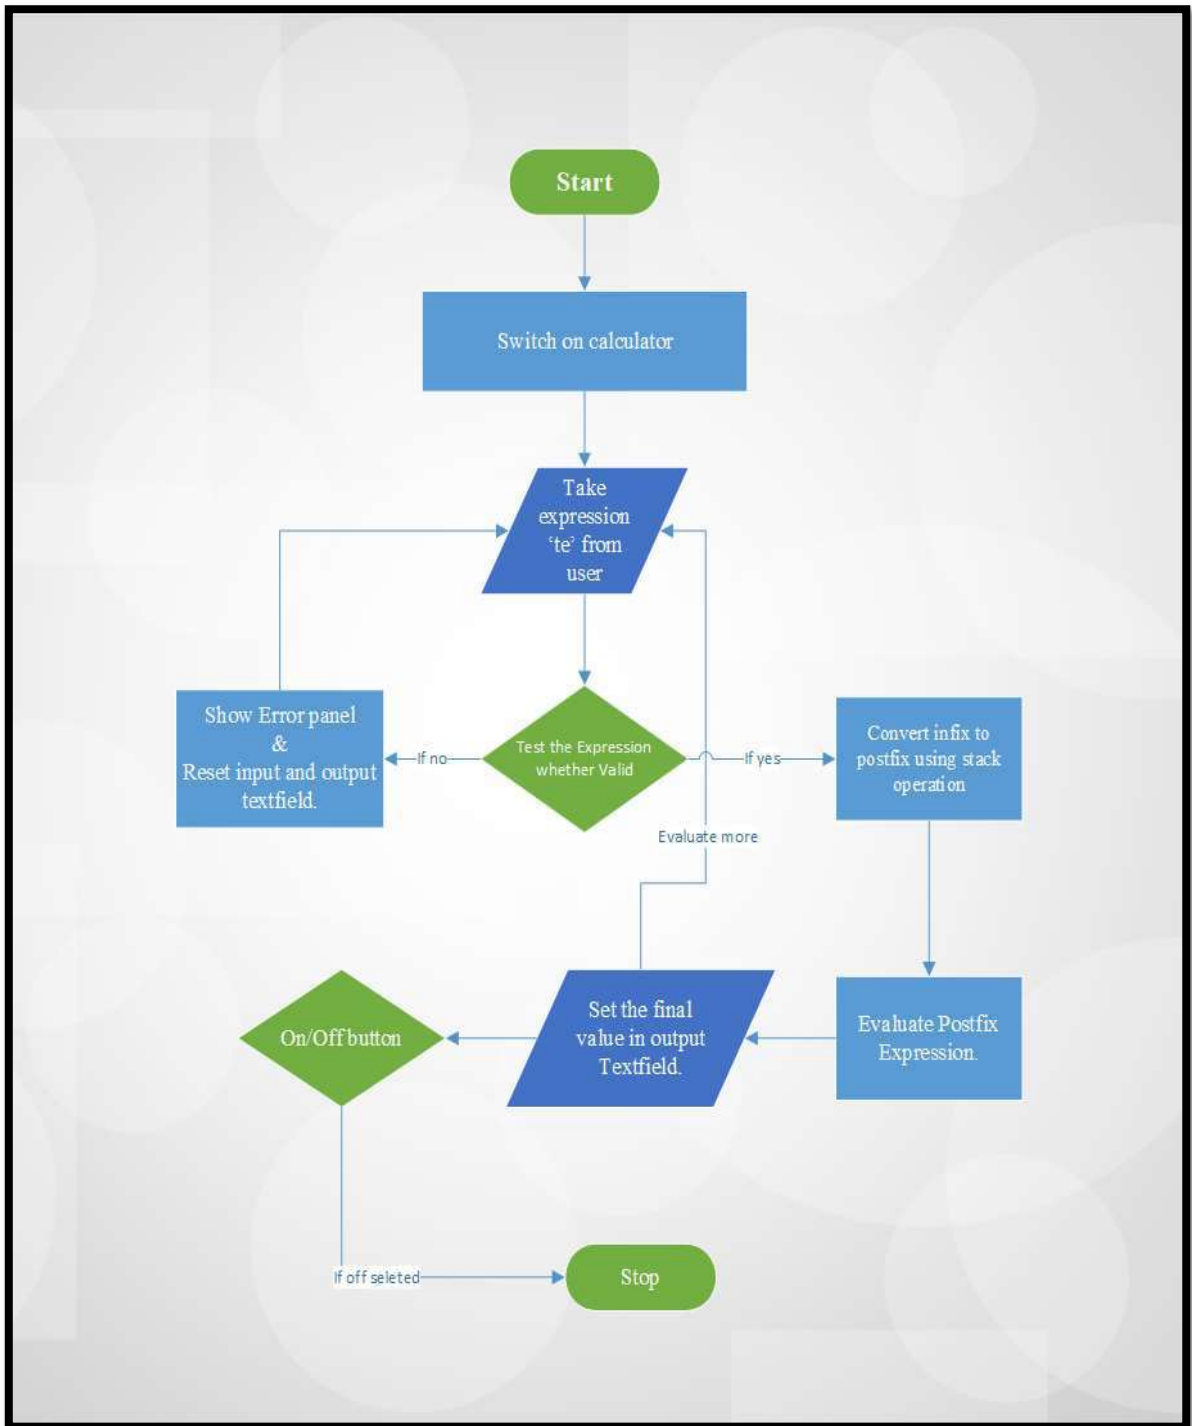 Start
Switch on calculator
Take
expression
‘te’ from
user
Show Error panel
&
Reset input and output
textfield.
If no
Test the Expression
whether Valid
If yes
Convert infix to
postfix using stack
operation
Evaluate more
On/Off button
Set the final
value in output
Textfield.
Evaluate Postfix
Expression.
If off seleted
Stop